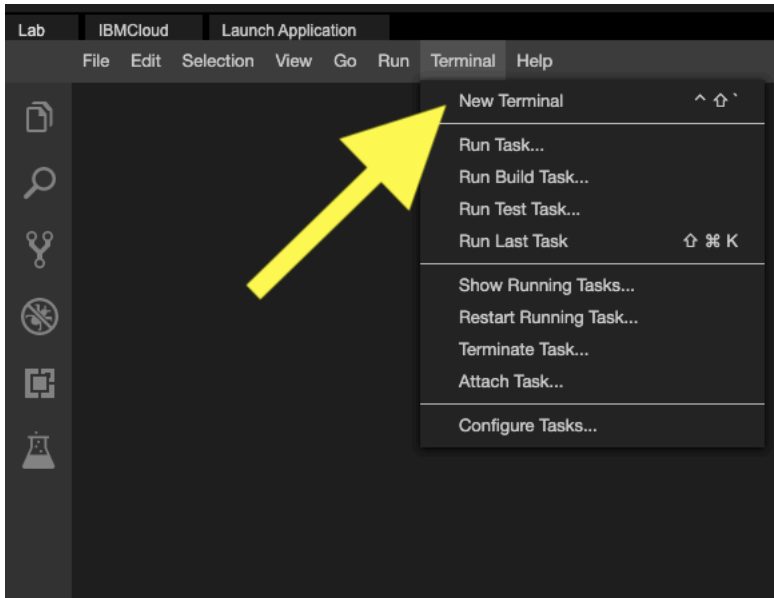 Lab IBMCloud Launch Application
File Edit Selection View Go Run Terminal Help
New Terminal ^ ⇧ `
Run Task...
Run Build Task...
Run Test Task...
Run Last Task ⇧ ⌘ K
Show Running Tasks...
Restart Running Task...
Terminate Task...
Attach Task...
Configure Tasks...